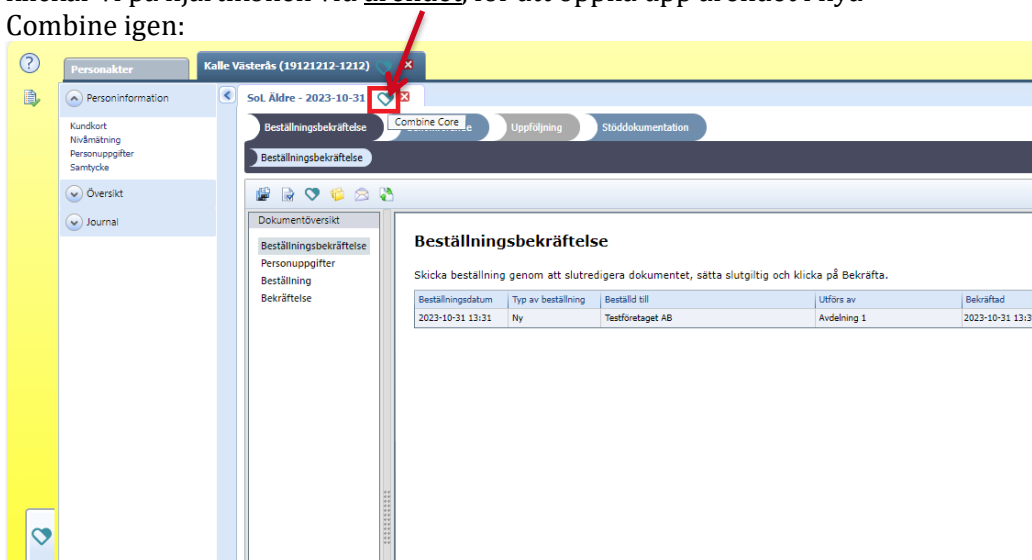 Combine igen:
Personakter
Kalle Västerås (19121212-1212)
Personinformation
SoL Äldre - 2023-10-31
Kundkort
Nivåmätning
Personuppgifter
Samtycke
Översikt
Journal
Beställningsbekräftelse
Combine Core
Uppföljning
Stöddokumentation
Beställningsbekräftelse
Dokumentöversikt
Beställningsbekräftelse
Personuppgifter
Beställning
Bekräftelse
Beställningsbekräftelse
Skicka beställning genom att slutredigera dokumentet, sätta slutgiltig och klicka på Bekräfta.
Beställningsdatum Typ av beställning Beställd till Utförs av Bekräftad
2023-10-31 13:31 Ny Testföretaget AB Avdelning 1 2023-10-31 13:3